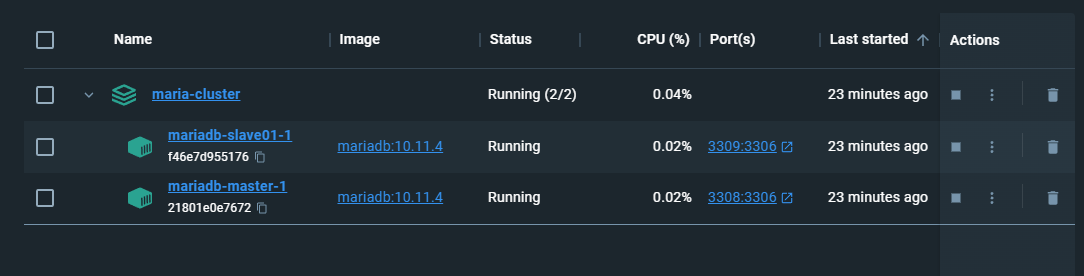 Name Image Status CPU (%) Port(s) Last started Actions
maria-cluster Running (2/2) 0.04% 23 minutes ago
mariadb-slave01-1
f46e7d955176 mariadb:10.11.4 Running 0.02% 3309:3306 23 minutes ago
mariadb-master-1
21801e0e7672 mariadb:10.11.4 Running 0.02% 3308:3306 23 minutes ago